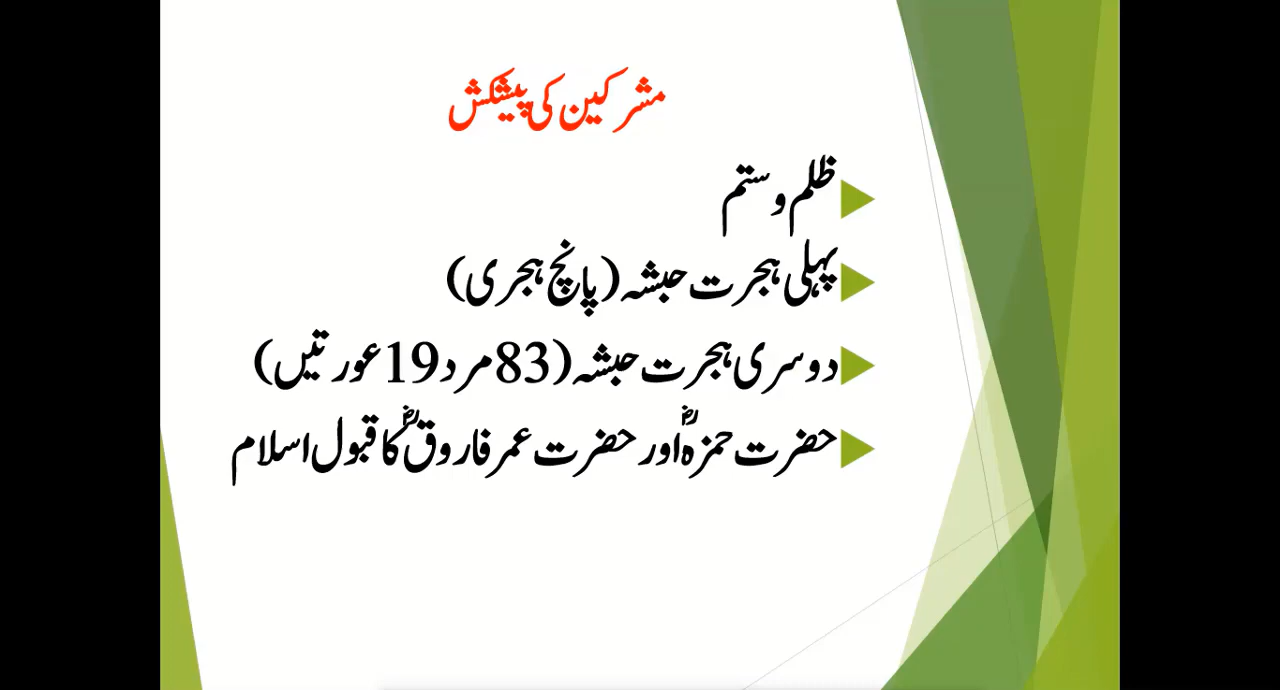 مشرکین کی پیشکش
ظلم و ستم
پہلی ہجرت حبشہ (پانچ ہجری)
دوسری ہجرت حبشہ (83 مرد 19 عورتیں)
حضرت حمزہؓ اور حضرت عمر فاروقؓ کا قبول اسلام